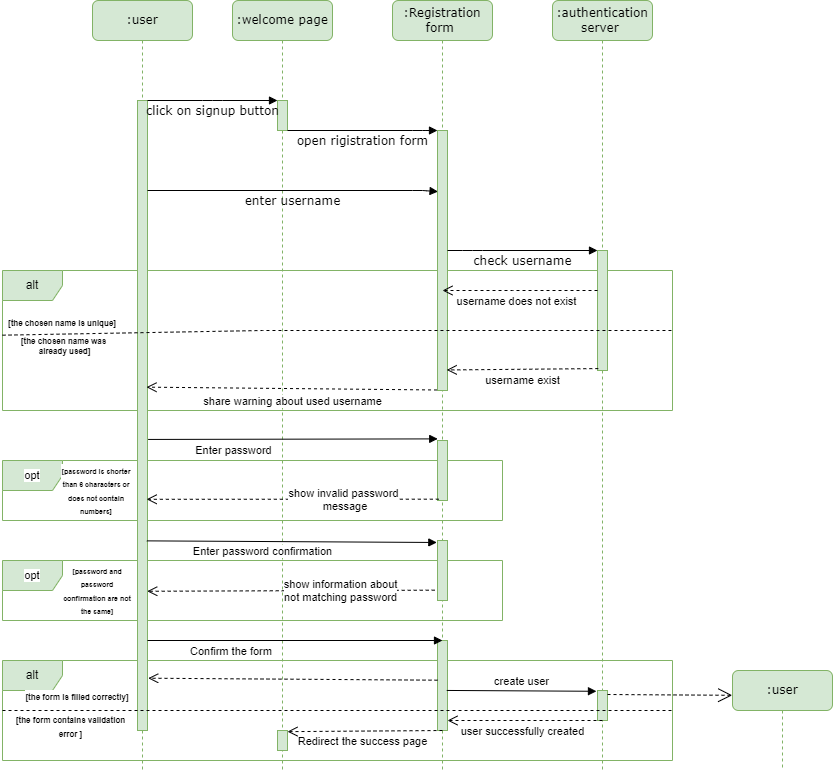 :user
:welcome page
:Registration
form
:authentication
server
click on signup button
open rigistration form
enter username
check username
alt
username does not exist
[the chosen name is unique]
[the chosen name was
already used]
username exist
share warning about used username
Enter password
opt
[password is shorter
than 6 characters or
does not contain
numbers]
show invalid password
message
Enter password confirmation
opt
[password and
password
confirmation are not
the same]
show information about
not matching password
Confirm the form
alt
create user
:user
[the form is filled correctly]
[the form contains validation
error ]
user successfully created
Redirect the success page